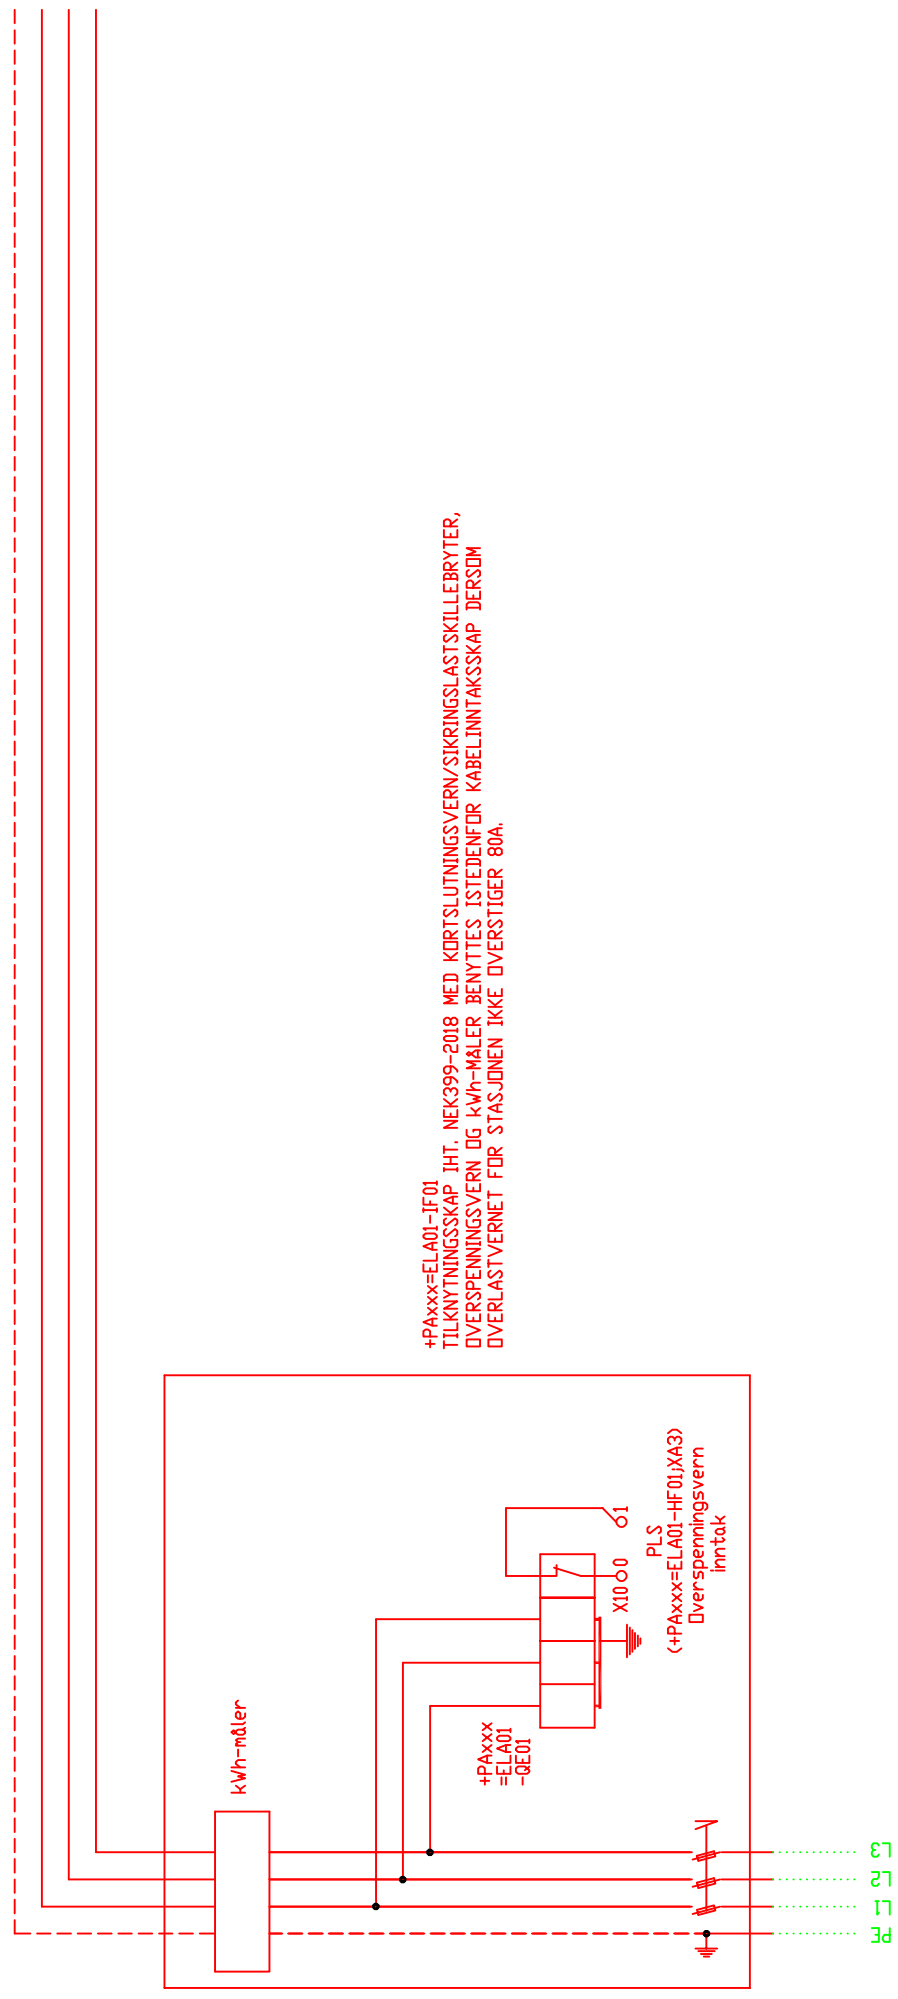 +PAxxx=ELA01-IF01
TILKNYTNINGSSKAP IHT. NEK399-2018 MED KORTSLUTNINGSVERN/SIKRINGSLASTSKILLEBRYTER,
OVERSPENNINGSVERN OG kWh-MÅLER BENYTTES ISTEDENFOR KABELINNTAKSSKAP DERSOM
OVERLASTVERNET FOR STASJONEN IKKE OVERSTIGER 80A.
kWh-måler
+PAxxx
=ELA01
-QE01
X10 0
1
PLS
(+PAxxx=ELA01-HF01;XA3)
Overspenningsvern
inntak
L3
L2
L1
PE